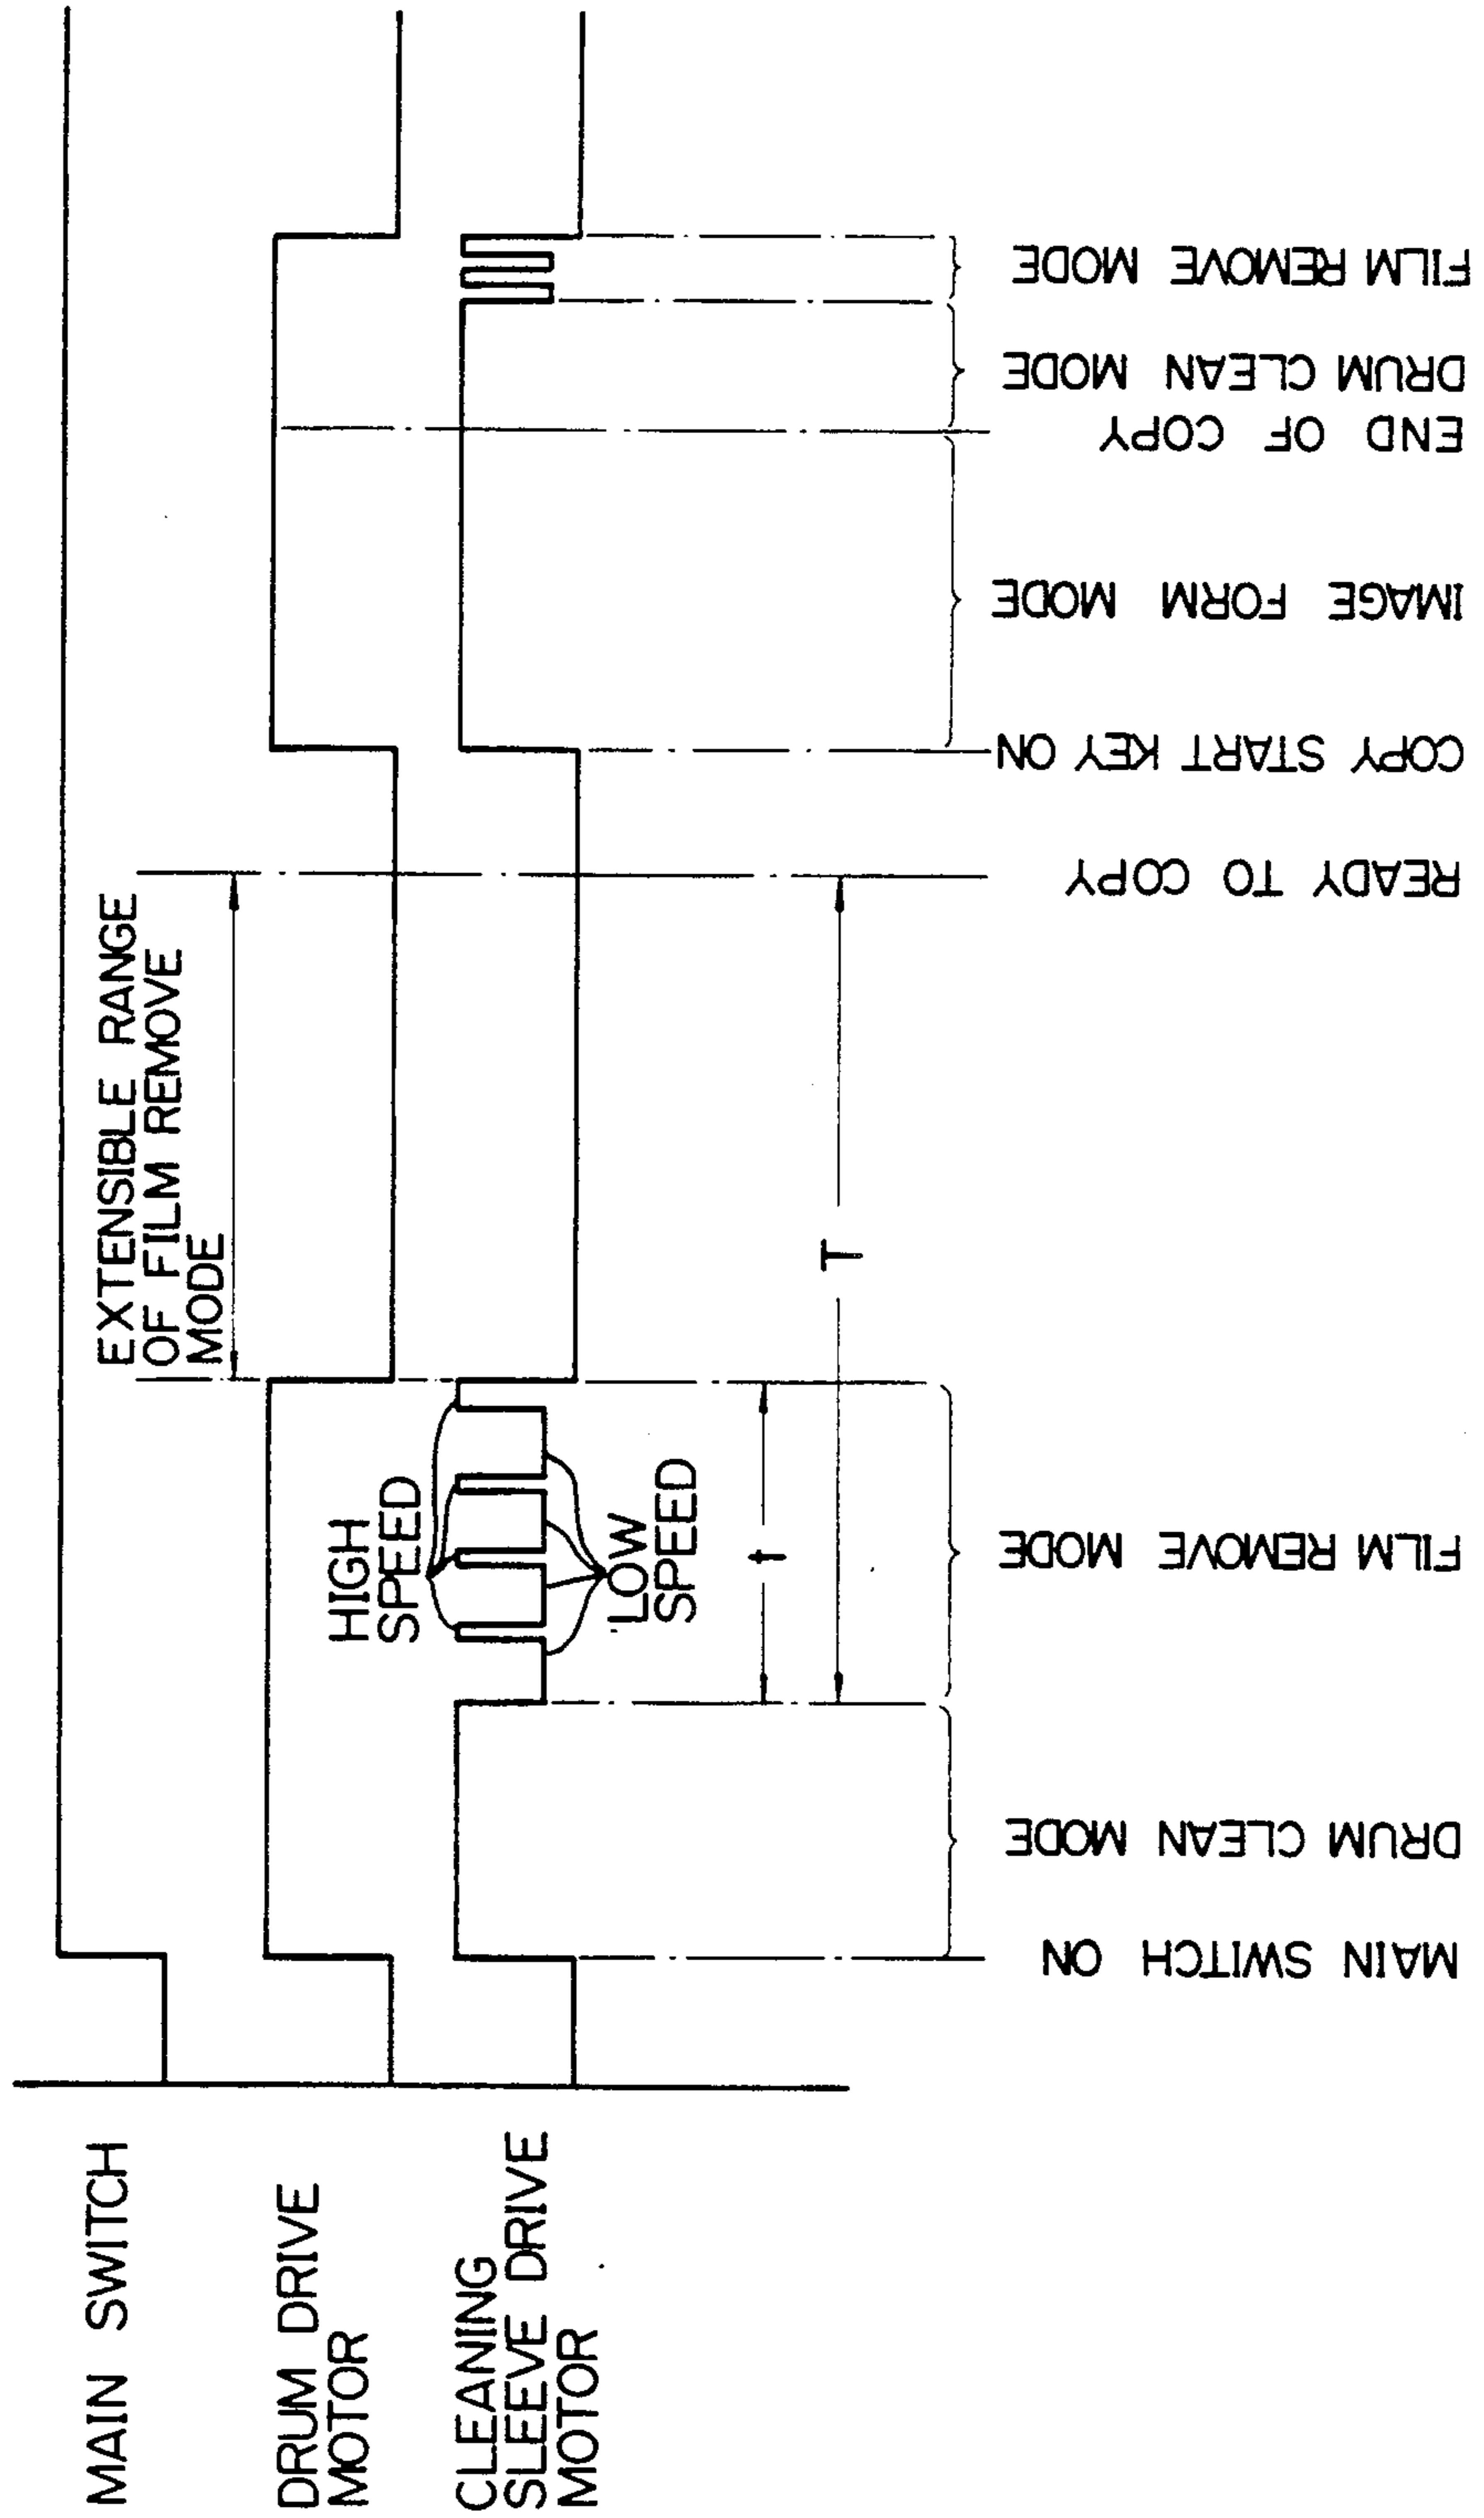 MAIN SWITCH
DRUM DRIVE
MOTOR
CLEANING
SLEEVE DRIVE
MOTOR
EXTENSIBLE RANGE
OF FILM REMOVE
MODE
HIGH
SPEED
LOW
SPEED
t
T
MAIN SWITCH ON
DRUM CLEAN MODE
FILM REMOVE MODE
READY TO COPY
COPY START KEY ON
IMAGE FORM MODE
END OF COPY
DRUM CLEAN MODE
FILM REMOVE MODE